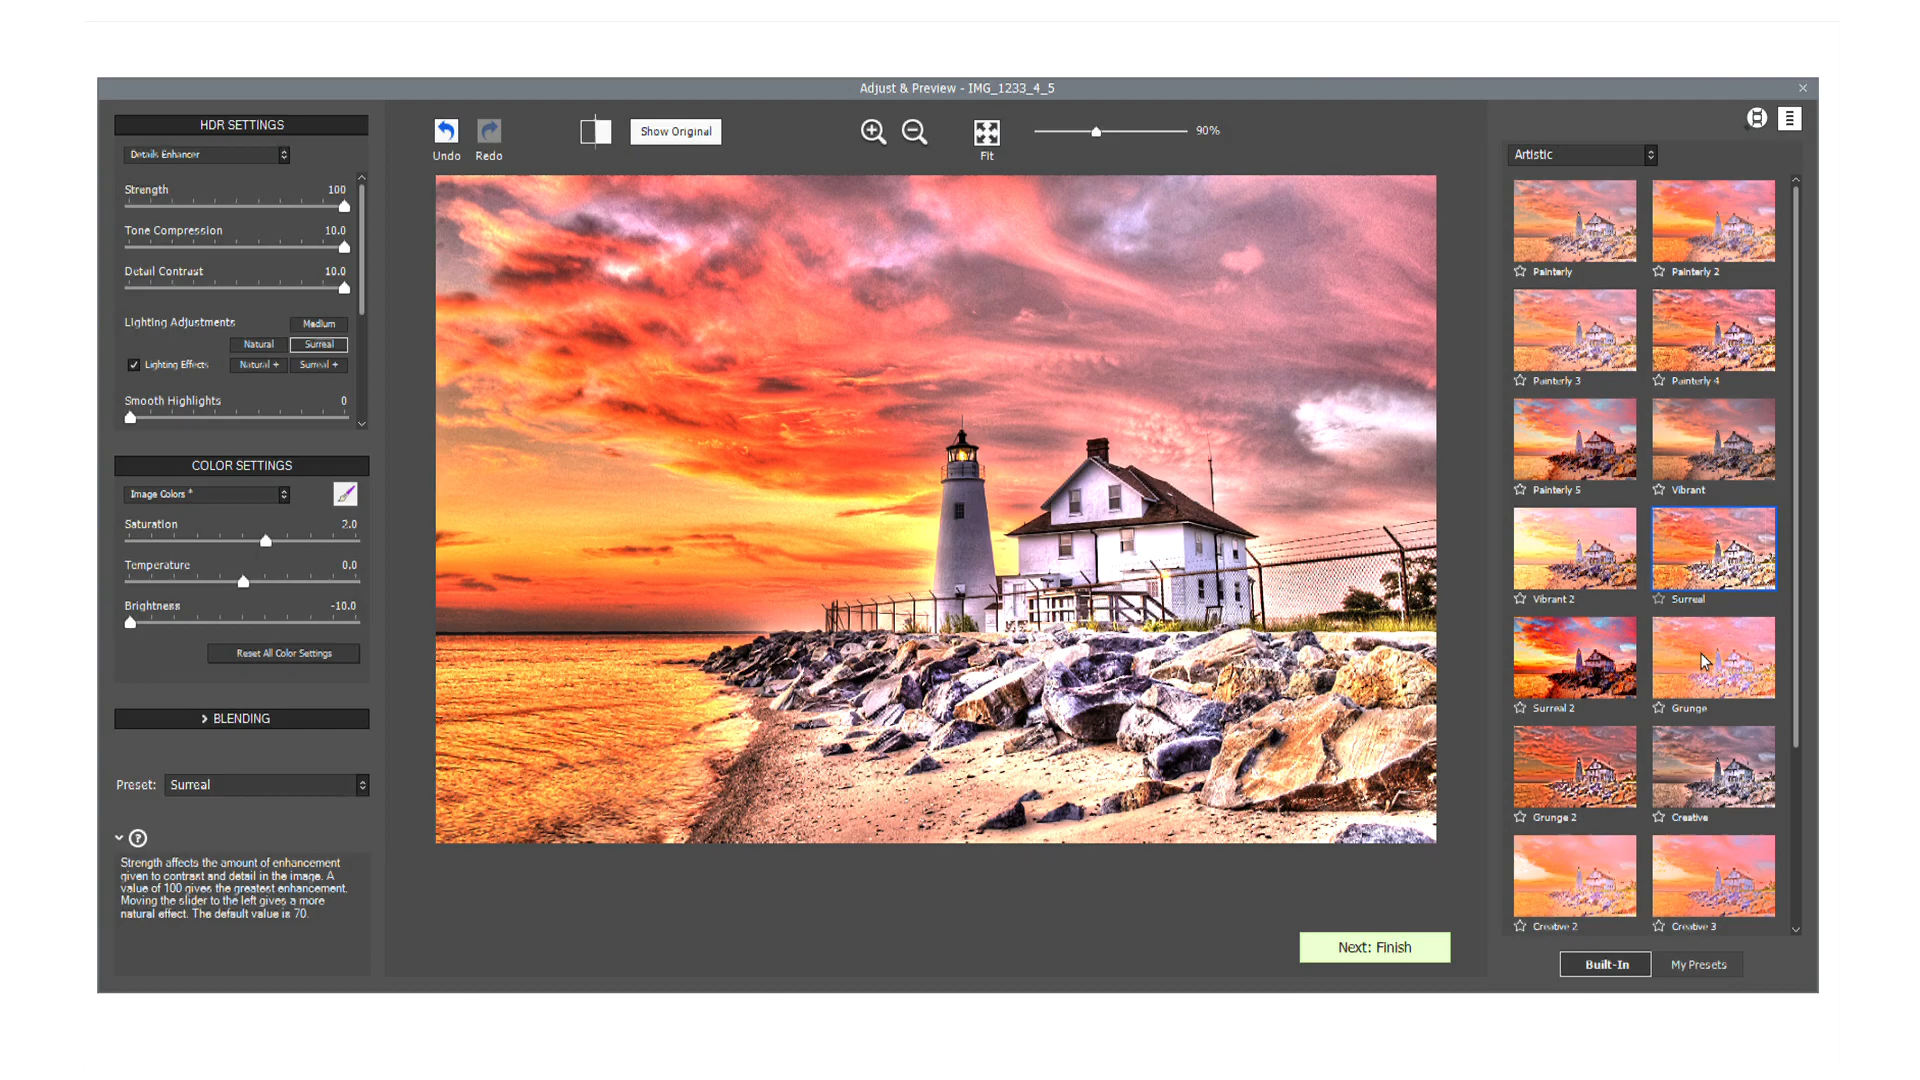 Adjust & Preview - IMG_1233_4_5
HDR SETTINGS
Details Enhancer
Strength 100
Tone Compression 10.0
Detail Contrast 10.0
Lighting Adjustments Medium
Natural Surreal
Lighting Effects Natural + Surreal +
Smooth Highlights 0
COLOR SETTINGS
Image Colors *
Saturation 2.0
Temperature 0.0
Brightness -10.0
Reset All Color Settings
BLENDING
Preset: Surreal
?
Strength affects the amount of enhancement
given to contrast and detail in the image. A
value of 100 gives the greatest enhancement.
Moving the slider to the left gives a more
natural effect. The default value is 70.
Undo Redo
Show Original
Fit
90%
Next: Finish
Artistic
Painterly Painterly 2
Painterly 3 Painterly 4
Painterly 5 Vibrant
Vibrant 2 Surreal
Surreal 2 Grunge
Grunge 2 Creative
Creative 2 Creative 3
Built-In My Presets